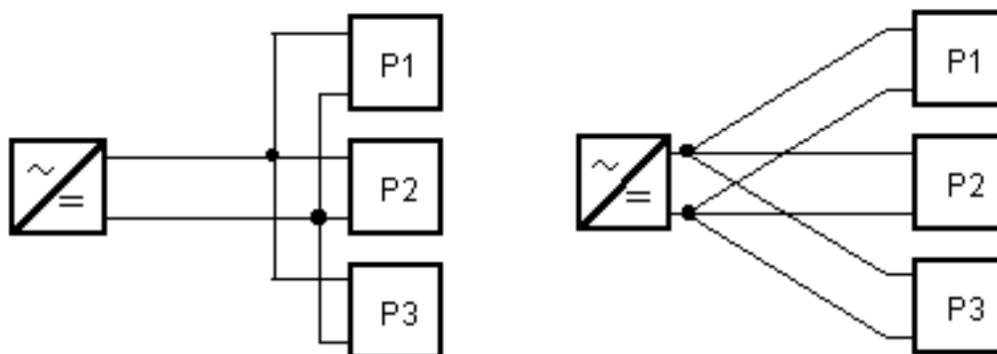 P1
P2
P3
~
=
P1
P2
P3
~
=